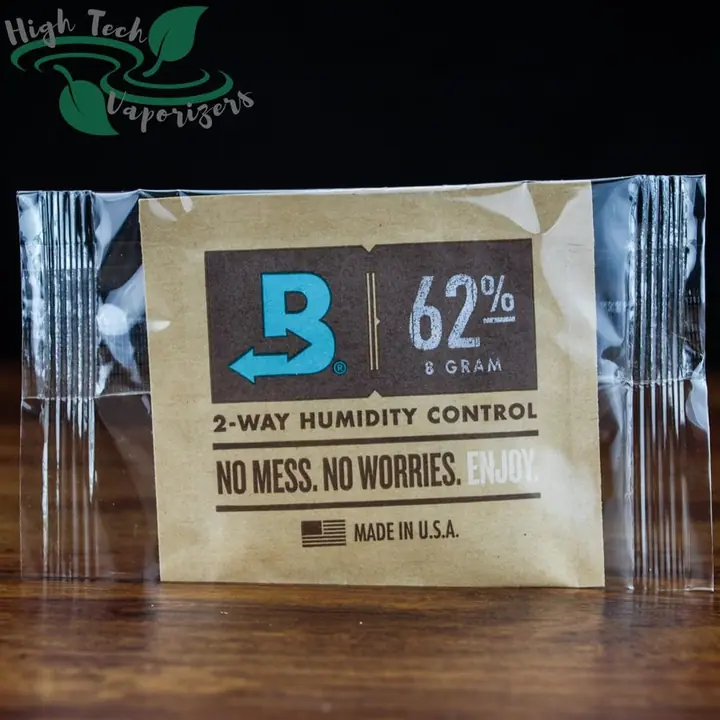 High Tech
Vaporizers
B®
62%
8 GRAM
2-WAY HUMIDITY CONTROL
NO MESS. NO WORRIES. ENJOY.
MADE IN U.S.A.